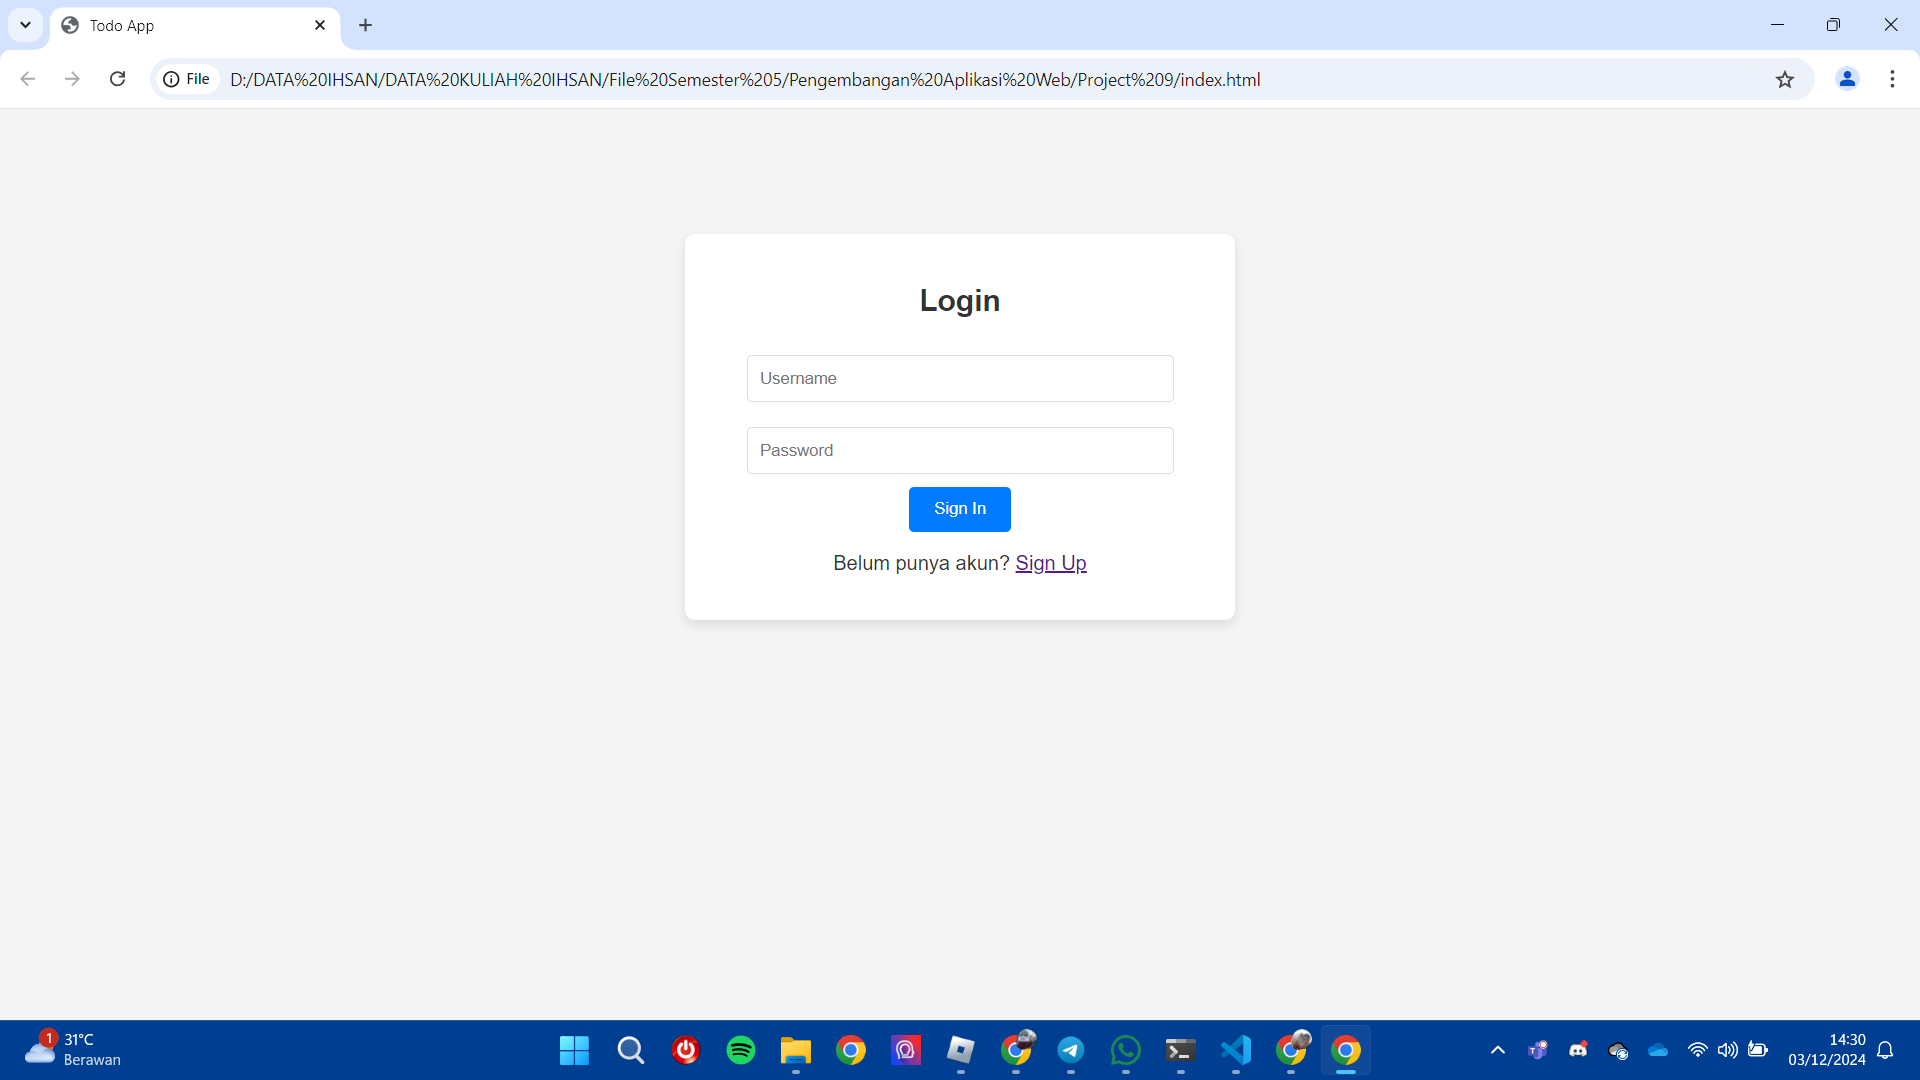 Todo App
File
D:/DATA%20IHSAN/DATA%20KULIAH%20IHSAN/File%20Semester%205/Pengembangan%20Aplikasi%20Web/Project%209/index.html
Login
Username
Password
Sign In
Belum punya akun? Sign Up
1
31°C
Berawan
14:30
03/12/2024